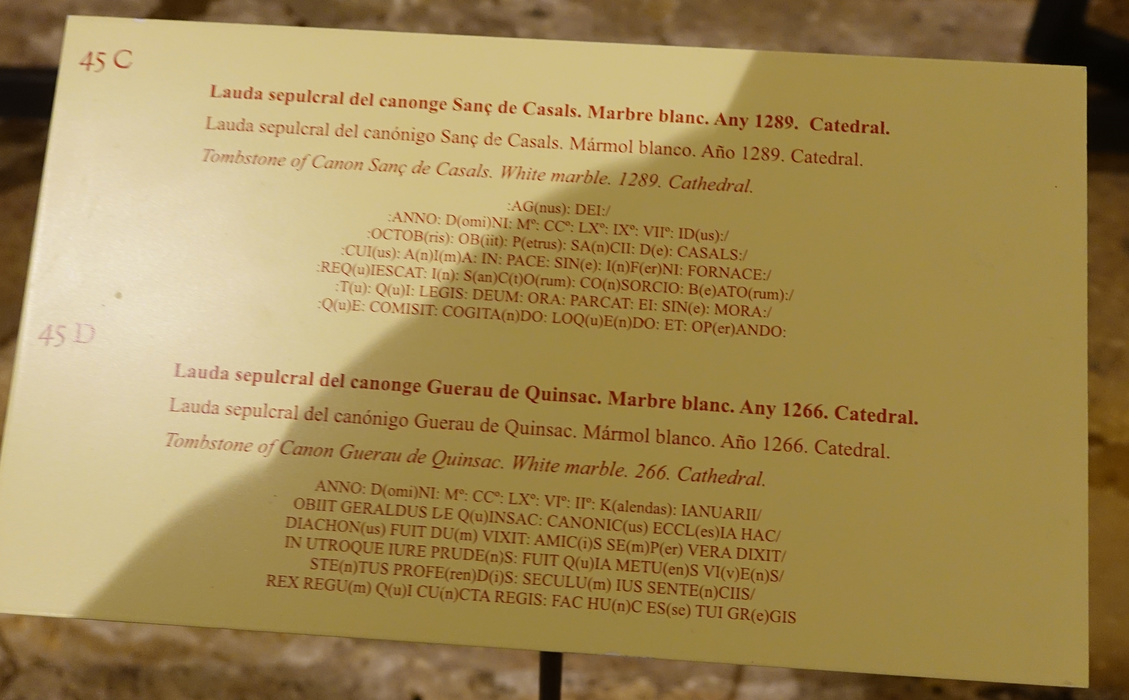 45 C
Lauda sepulcral del canonge Sanç de Casals. Marbre blanc. Any 1289. Catedral.
Lauda sepulcral del canónigo Sanç de Casals. Mármol blanco. Año 1289. Catedral.
Tombstone of Canon Sanç de Casals. White marble. 1289. Cathedral.
:AG(nus): DEI:/
:ANNO: D(omi)NI: Mº: CCº: LXº: IXº: VIIº: ID(us):/
:OCTOB(ris): OB(iit): P(etrus): SA(n)CII: D(e): CASALS:/
:CUI(us): A(n)I(m)A: IN: PACE: SIN(e): I(n)F(er)NI: FORNACE:/
:REQ(u)IESCAT: I(n): S(an)C(t)O(rum): CO(n)SORCIO: B(e)ATO(rum):/
:T(u): Q(u)I: LEGIS: DEUM: ORA: PARCAT: EI: SIN(e): MORA:/
:Q(u)E: COMISIT: COGITA(n)DO: LOQ(u)E(n)DO: ET: OP(er)ANDO:
45 D
Lauda sepulcral del canonge Guerau de Quinsac. Marbre blanc. Any 1266. Catedral.
Lauda sepulcral del canónigo Guerau de Quinsac. Mármol blanco. Año 1266. Catedral.
Tombstone of Canon Guerau de Quinsac. White marble. 266. Cathedral.
ANNO: D(omi)NI: Mº: CCº: LXº: VIº: IIº: K(alendas): IANUARII/
OBIIT GERALDUS LE Q(u)INSAC: CANONIC(us) ECCL(es)IA HAC/
DIACHON(us) FUIT DU(m) VIXIT: AMIC(i)S SE(m)P(er) VERA DIXIT/
IN UTROQUE IURE PRUDE(n)S: FUIT Q(u)IA METU(en)S VI(v)E(n)S/
STE(n)TUS PROFE(ren)D(i)S: SECULU(m) IUS SENTE(n)CIIS/
REX REGU(m) Q(u)I CU(n)CTA REGIS: FAC HU(n)C ES(se) TUI GR(e)GIS